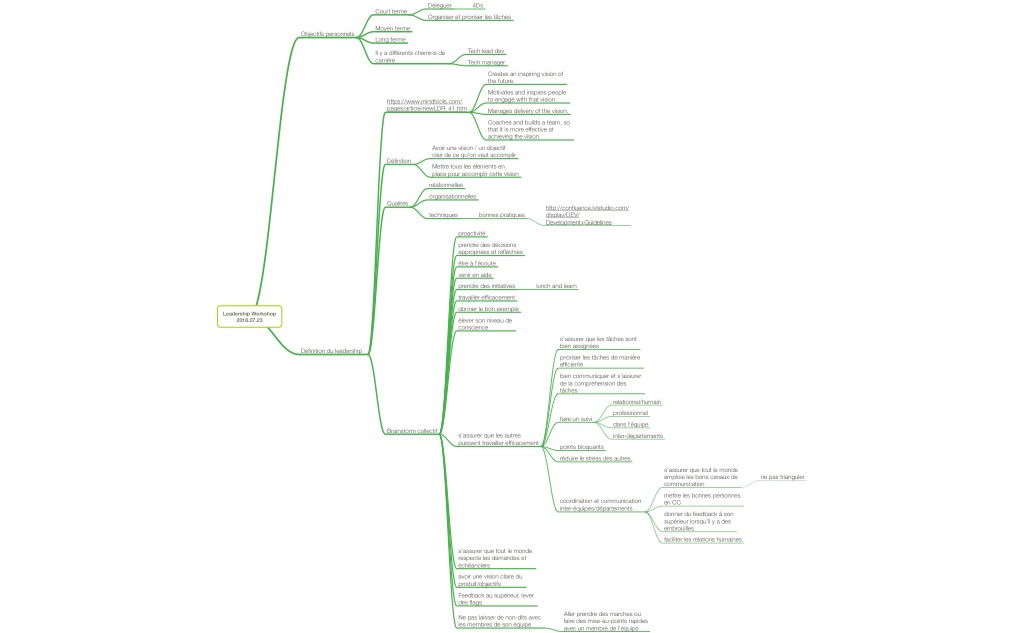 Leadership Workshop
2018.07.23
Objectifs personnels
Court terme
Déléguer
4Ds
Organiser et prioriser les tâches
Moyen terme
Long terme
Il y a différents chemins de
carrière
Tech lead dev
Tech manager
Définition du leadership
https://www.mindtools.com/
pages/article/newLDR_41.htm
Creates an inspiring vision of
the future.
Motivates and inspires people
to engage with that vision.
Manages delivery of the vision.
Coaches and builds a team, so
that it is more effective at
achieving the vision.
Définition
Avoir une vision / un objectif
clair de ce qu'on veut accomplir
Mettre tous les éléments en
place pour accomplir cette vision
Qualités
relationnelles
organisationnelles
techniques
bonnes pratiques
display/DEV/
Development+Guidelines
Brainstorm collectif
proactivité
prendre des décisions
appropriées et réfléchies
être à l'écoute
venir en aide
prendre des initiatives
lunch and learn
travailler efficacement
donner le bon exemple
élever son niveau de
conscience
s'assurer que les autres
puissent travailler efficacement
s'assurer que les tâches sont
bien assignées
prioriser les tâches de manière
efficiente
bien communiquer et s'assurer
de la compréhension des
tâches
faire un suivi
relationnel/humain
professionnel
dans l'équipe
inter-départements
points bloquants
réduire le stress des autres
coordination et communication
inter-équipes/départements
s'assurer que tout le monde
emploie les bons canaux de
communication
ne pas trianguler
mettre les bonnes personnes
en CC
donner du feedback à son
supérieur lorsqu'il y a des
embrouilles
faciliter les relations humaines
s'assurer que tout le monde
respecte les demandes et
échéanciers
avoir une vision claire du
produit/objectifs
Feedback au supérieur, lever
des flags
Ne pas laisser de non-dits avec
les membres de son équipe
Aller prendre des marches ou
faire des mise-au-points rapides
avec un membre de l'équipe